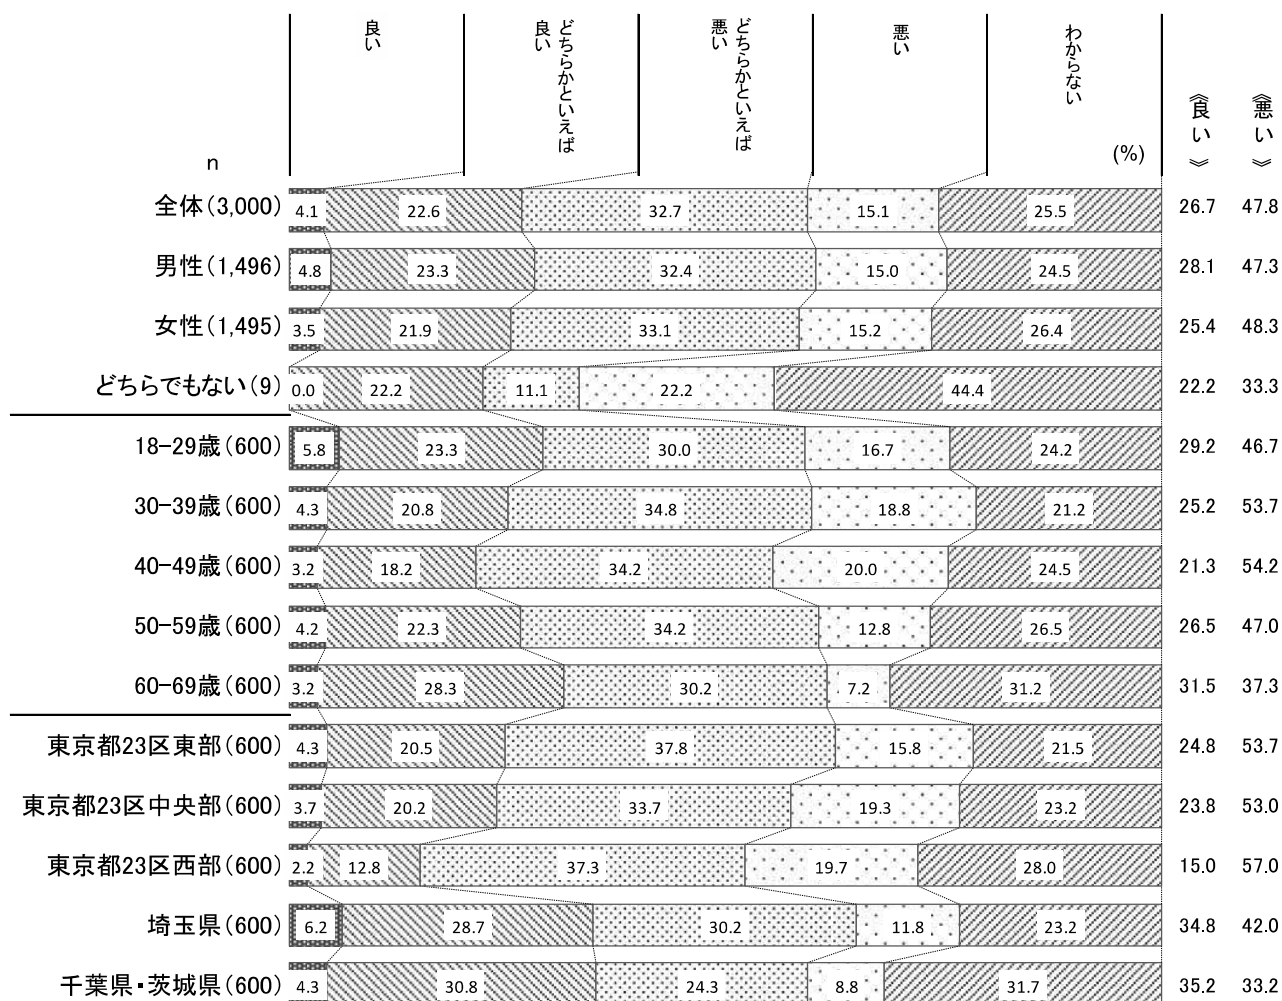 良い
どちらかといえば
良い
どちらかといえば
悪い
悪い
わからない
《良い》
《悪い》
n
(%)
全体(3,000) 4.1 22.6 32.7 15.1 25.5 26.7 47.8
男性(1,496) 4.8 23.3 32.4 15.0 24.5 28.1 47.3
女性(1,495) 3.5 21.9 33.1 15.2 26.4 25.4 48.3
どちらでもない(9) 0.0 22.2 11.1 22.2 44.4 22.2 33.3
18-29歳(600) 5.8 23.3 30.0 16.7 24.2 29.2 46.7
30-39歳(600) 4.3 20.8 34.8 18.8 21.2 25.2 53.7
40-49歳(600) 3.2 18.2 34.2 20.0 24.5 21.3 54.2
50-59歳(600) 4.2 22.3 34.2 12.8 26.5 26.5 47.0
60-69歳(600) 3.2 28.3 30.2 7.2 31.2 31.5 37.3
東京都23区東部(600) 4.3 20.5 37.8 15.8 21.5 24.8 53.7
東京都23区中央部(600) 3.7 20.2 33.7 19.3 23.2 23.8 53.0
東京都23区西部(600) 2.2 12.8 37.3 19.7 28.0 15.0 57.0
埼玉県(600) 6.2 28.7 30.2 11.8 23.2 34.8 42.0
千葉県・茨城県(600) 4.3 30.8 24.3 8.8 31.7 35.2 33.2